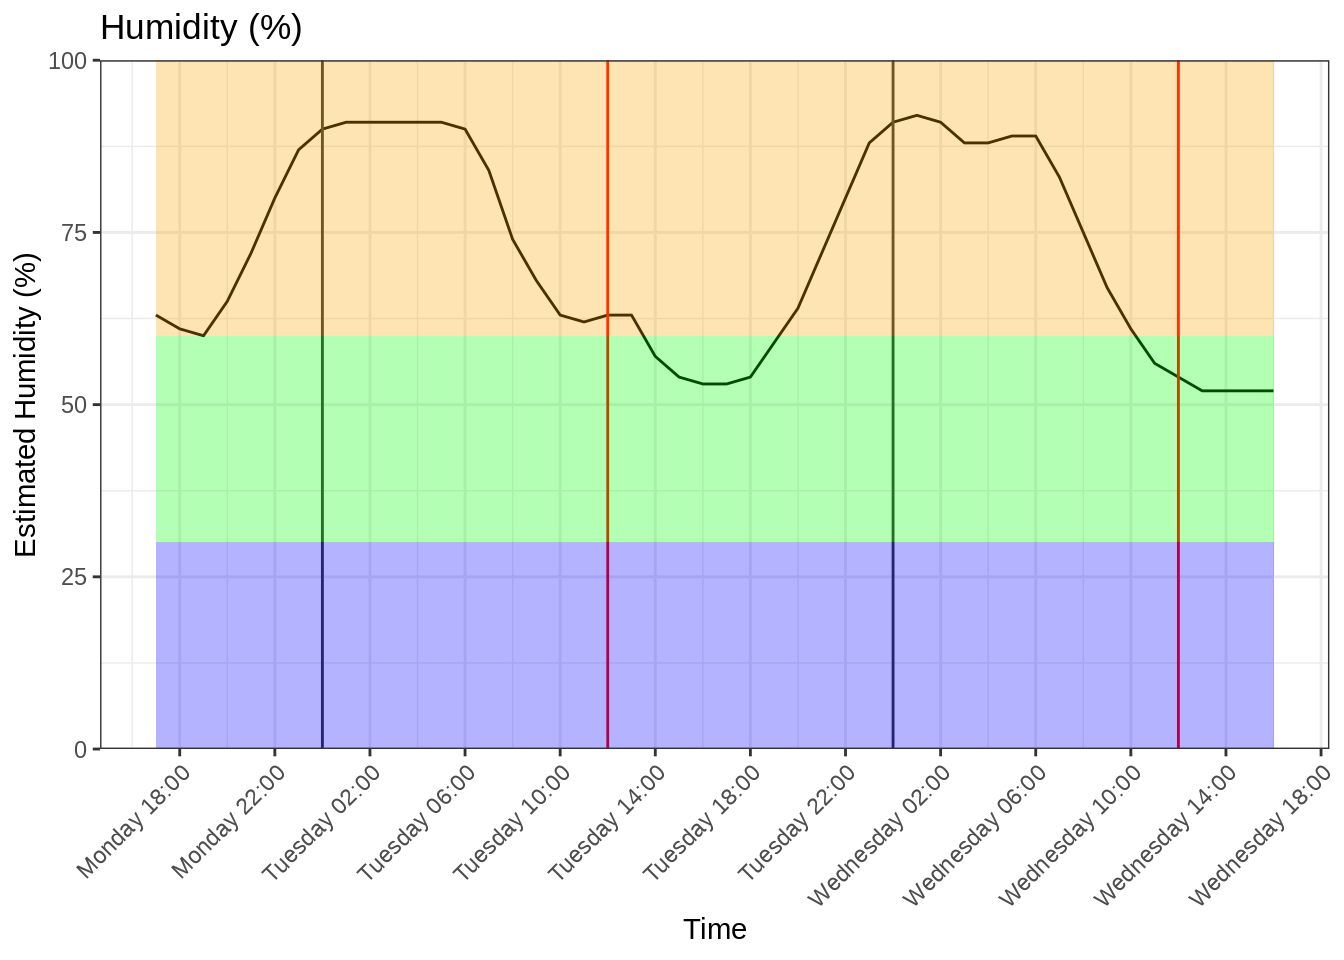 Humidity (%)
Estimated Humidity (%)
100
75
50
25
0
Monday 18:00
Monday 22:00
Tuesday 02:00
Tuesday 06:00
Tuesday 10:00
Tuesday 14:00
Tuesday 18:00
Tuesday 22:00
Wednesday 02:00
Wednesday 06:00
Wednesday 10:00
Wednesday 14:00
Wednesday 18:00
Time